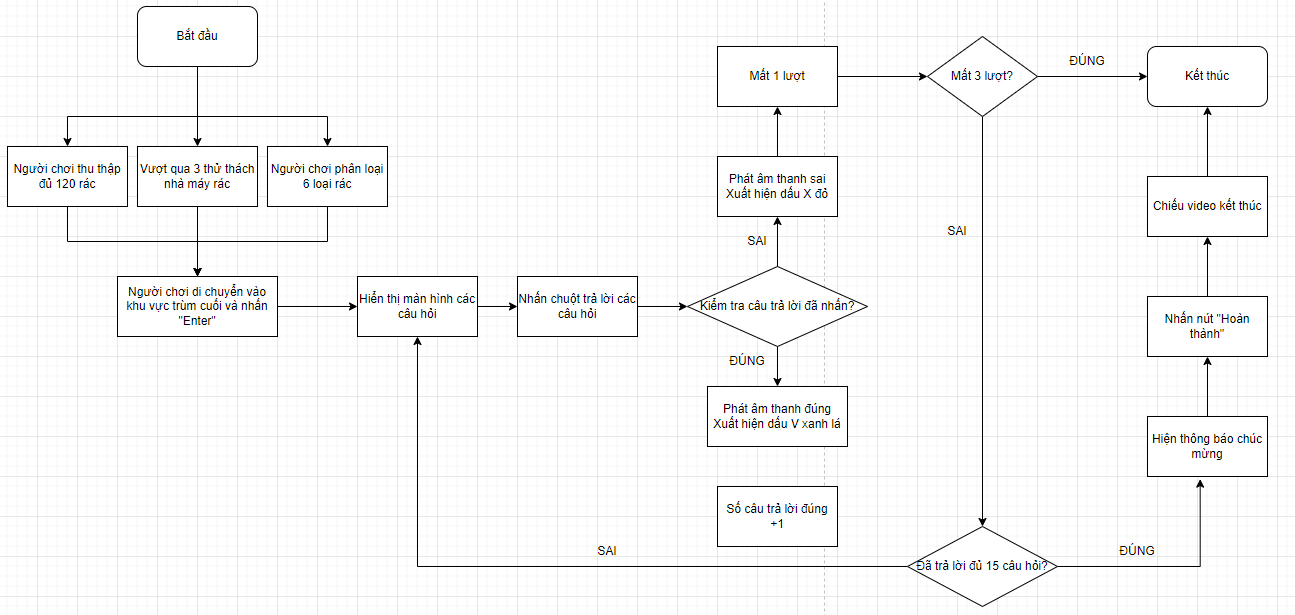 Bắt đầu
Người chơi thu thập
đủ 120 rác
Vượt qua 3 thử thách
nhà máy rác
Người chơi phân loại
6 loại rác
Người chơi di chuyển vào
khu vực trùm cuối và nhấn
"Enter"
Hiển thị màn hình các
câu hỏi
Nhấn chuột trả lời các
câu hỏi
Kiểm tra câu trả lời đã nhấn?
SAI
Phát âm thanh sai
Xuất hiện dấu X đỏ
Mất 1 lượt
Mất 3 lượt?
ĐÚNG
Kết thúc
SAI
ĐÚNG
Phát âm thanh đúng
Xuất hiện dấu V xanh lá
Số câu trả lời đúng
+1
Đã trả lời đủ 15 câu hỏi?
SAI
ĐÚNG
Hiện thông báo chúc
mừng
Nhấn nút "Hoàn
thành"
Chiếu video kết thúc